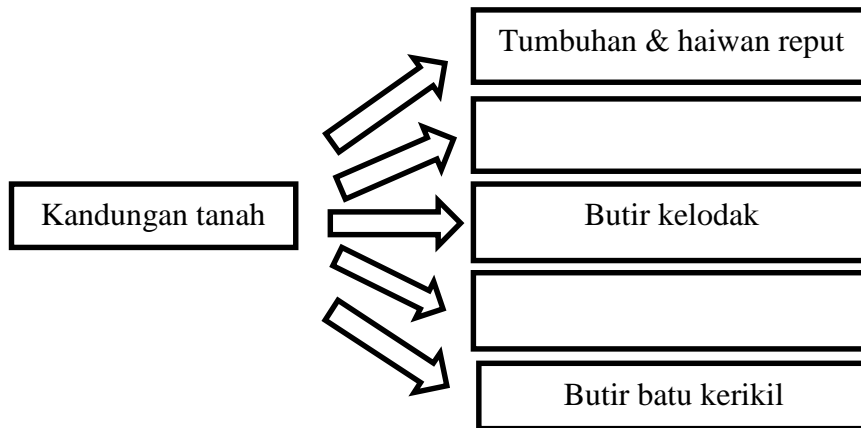 Tumbuhan & haiwan reput
Kandungan tanah
Butir kelodak
Butir batu kerikil